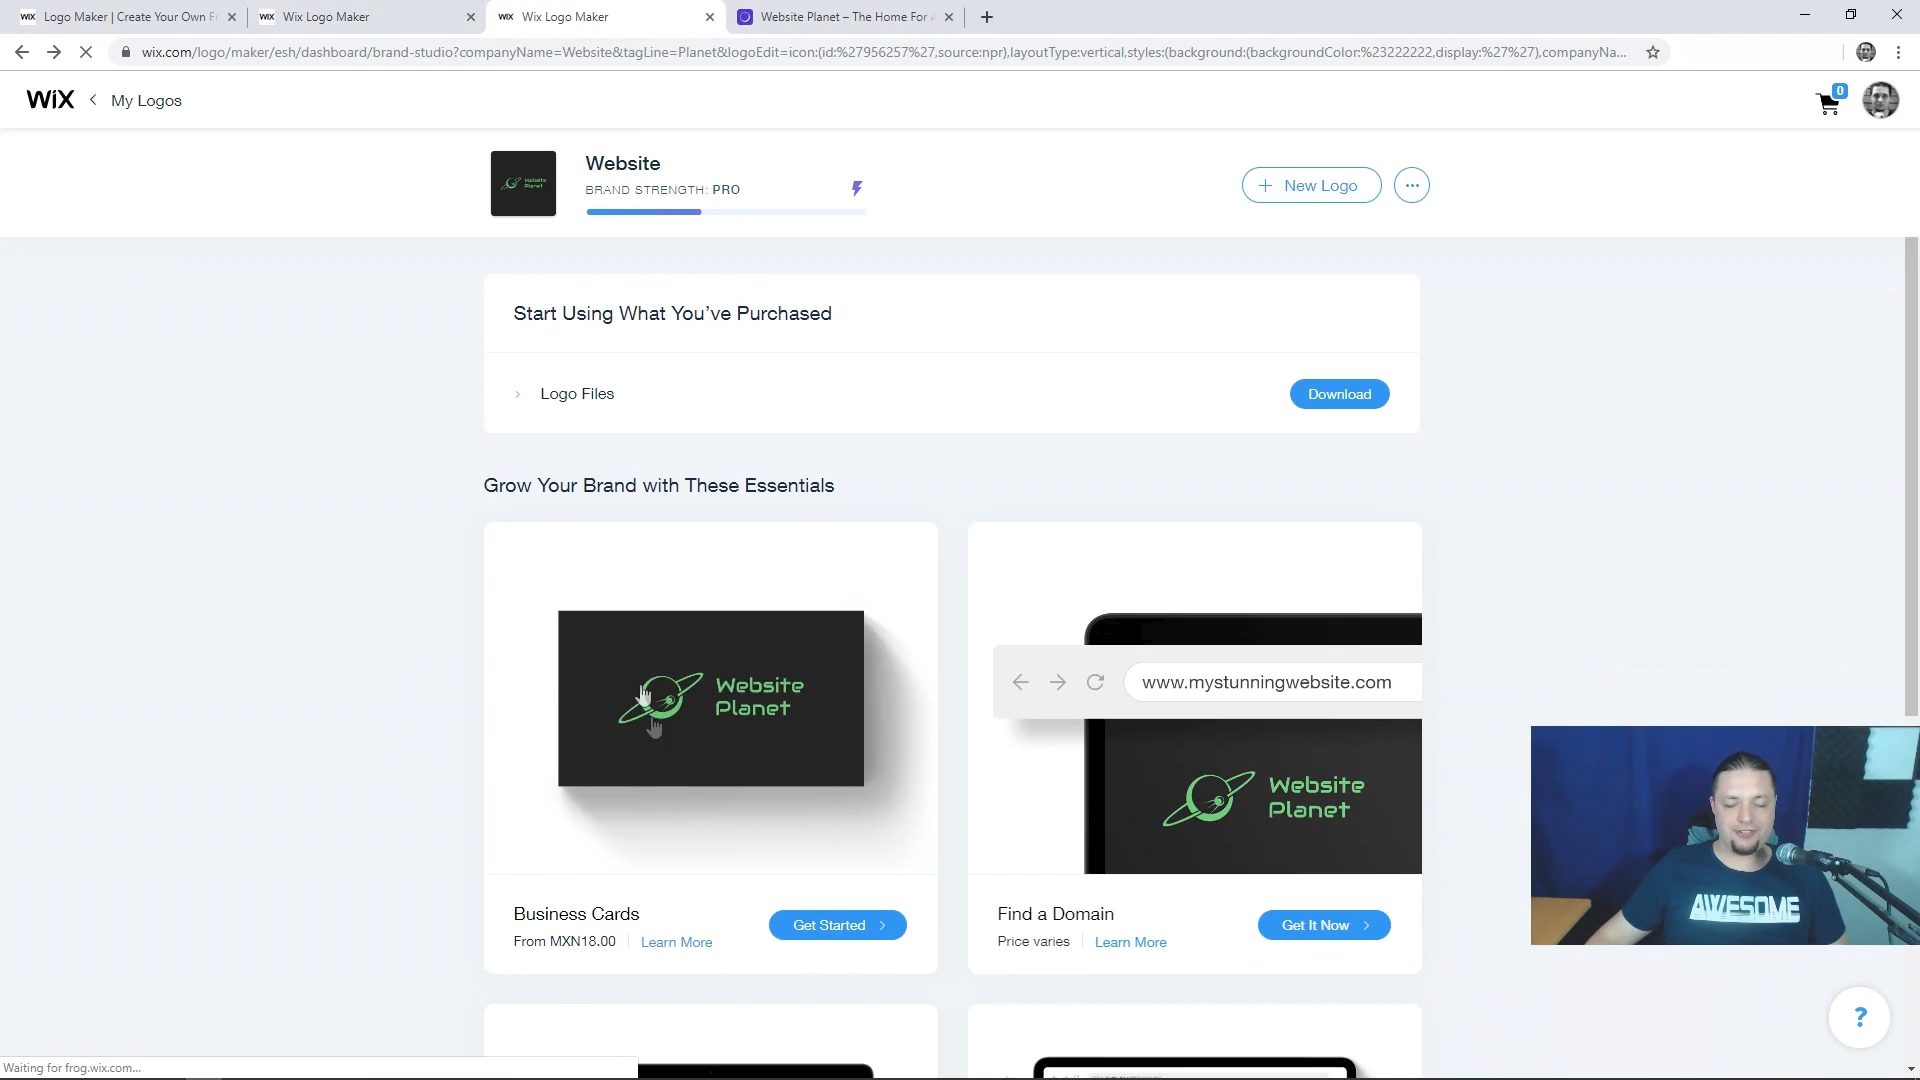 WIX Logo Maker | Create Your Own F
WIX Wix Logo Maker
WIX Wix Logo Maker
Website Planet – The Home For A
wix.com/logo/maker/esh/dashboard/brand-studio?companyName=Website&tagLine=Planet&logoEdit=icon:(id:%27956257%27,source:npr),layoutType:vertical,styles:(background:(backgroundColor:%23222222,display:%27%27),companyNa...
WIX
My Logos
0
Website
Planet
Website
BRAND STRENGTH: PRO
+ New Logo
...
Start Using What You’ve Purchased
Logo Files
Download
Grow Your Brand with These Essentials
Website
Planet
www.mystunningwebsite.com
Website
Planet
Business Cards
From MXN18.00
Learn More
Get Started
Find a Domain
Price varies
Learn More
Get It Now
AWESOME
?
Waiting for frog.wix.com...